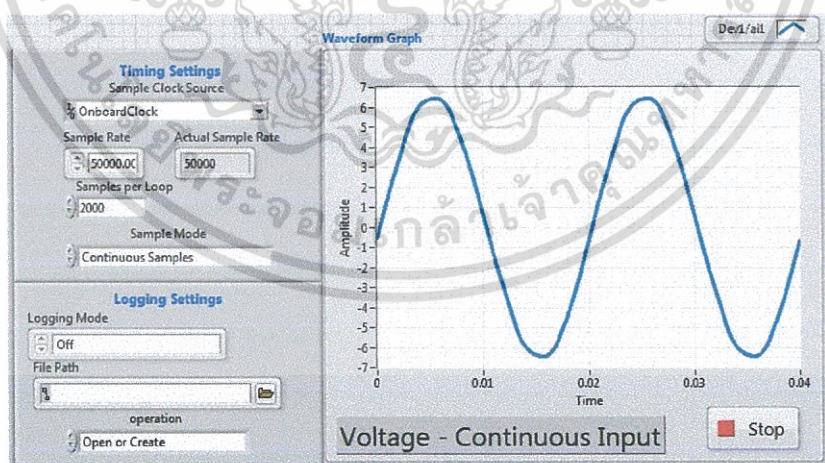 Timing Settings
Sample Clock Source
OnboardClock
Sample Rate
Actual Sample Rate
50000.0C
50000
Samples per Loop
2000
Sample Mode
Continuous Samples
Logging Settings
Logging Mode
Off
File Path
operation
Open or Create
Waveform Graph
Dev1/ai1
Amplitude
7
6
5
4
3
2
1
0
-1
-2
-3
-4
-5
-6
-7
0
0.01
0.02
0.03
0.04
Time
Voltage - Continuous Input
Stop